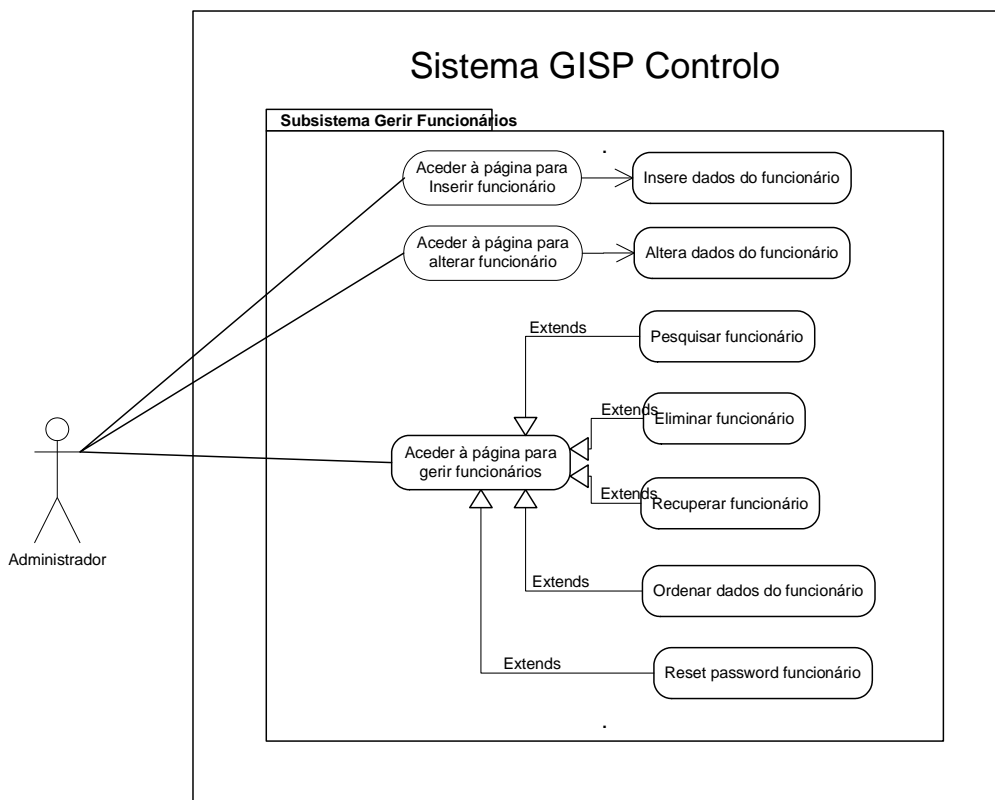 Sistema GISP Controlo
Subsistema Gerir Funcionários
Aceder à página para
Inserir funcionário
Insere dados do funcionário
Aceder à página para
alterar funcionário
Altera dados do funcionário
Extends
Pesquisar funcionário
Extends
Eliminar funcionário
Aceder à página para
gerir funcionários
Extends
Recuperar funcionário
Administrador
Extends
Ordenar dados do funcionário
Extends
Reset password funcionário